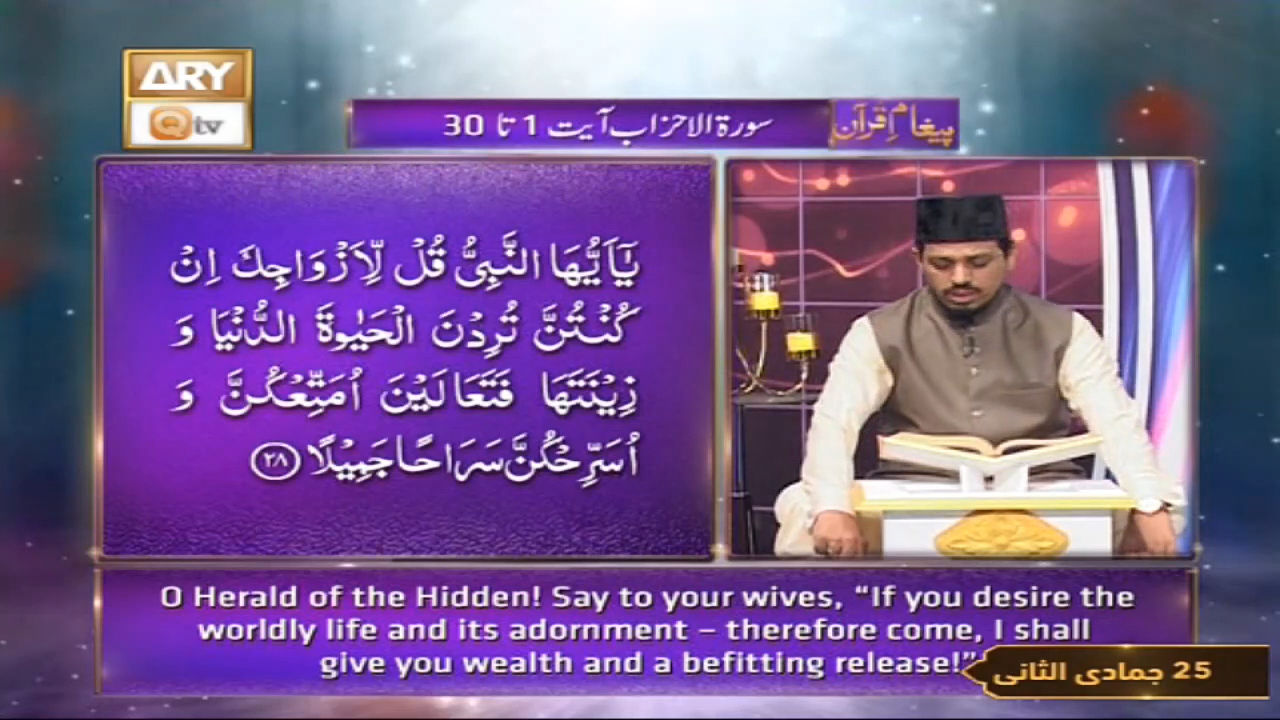 ARY
Qtv
پیغامِ قرآن
سورۃ الاحزاب آیت 1 تا 30
یٰۤاَیُّهَا النَّبِیُّ قُلْ لِّاَزْوَاجِكَ اِنْ
كُنْتُنَّ تُرِدْنَ الْحَیٰوةَ الدُّنْیَا وَ
زِیْنَتَهَا فَتَعَالَیْنَ اُمَتِّعْكُنَّ وَ
اُسَرِّحْكُنَّ سَرَاحًا جَمِیْلًا ﴿۲۸﴾
O Herald of the Hidden! Say to your wives, “If you desire the
worldly life and its adornment – therefore come, I shall
give you wealth and a befitting release!”
25 جمادی الثانی